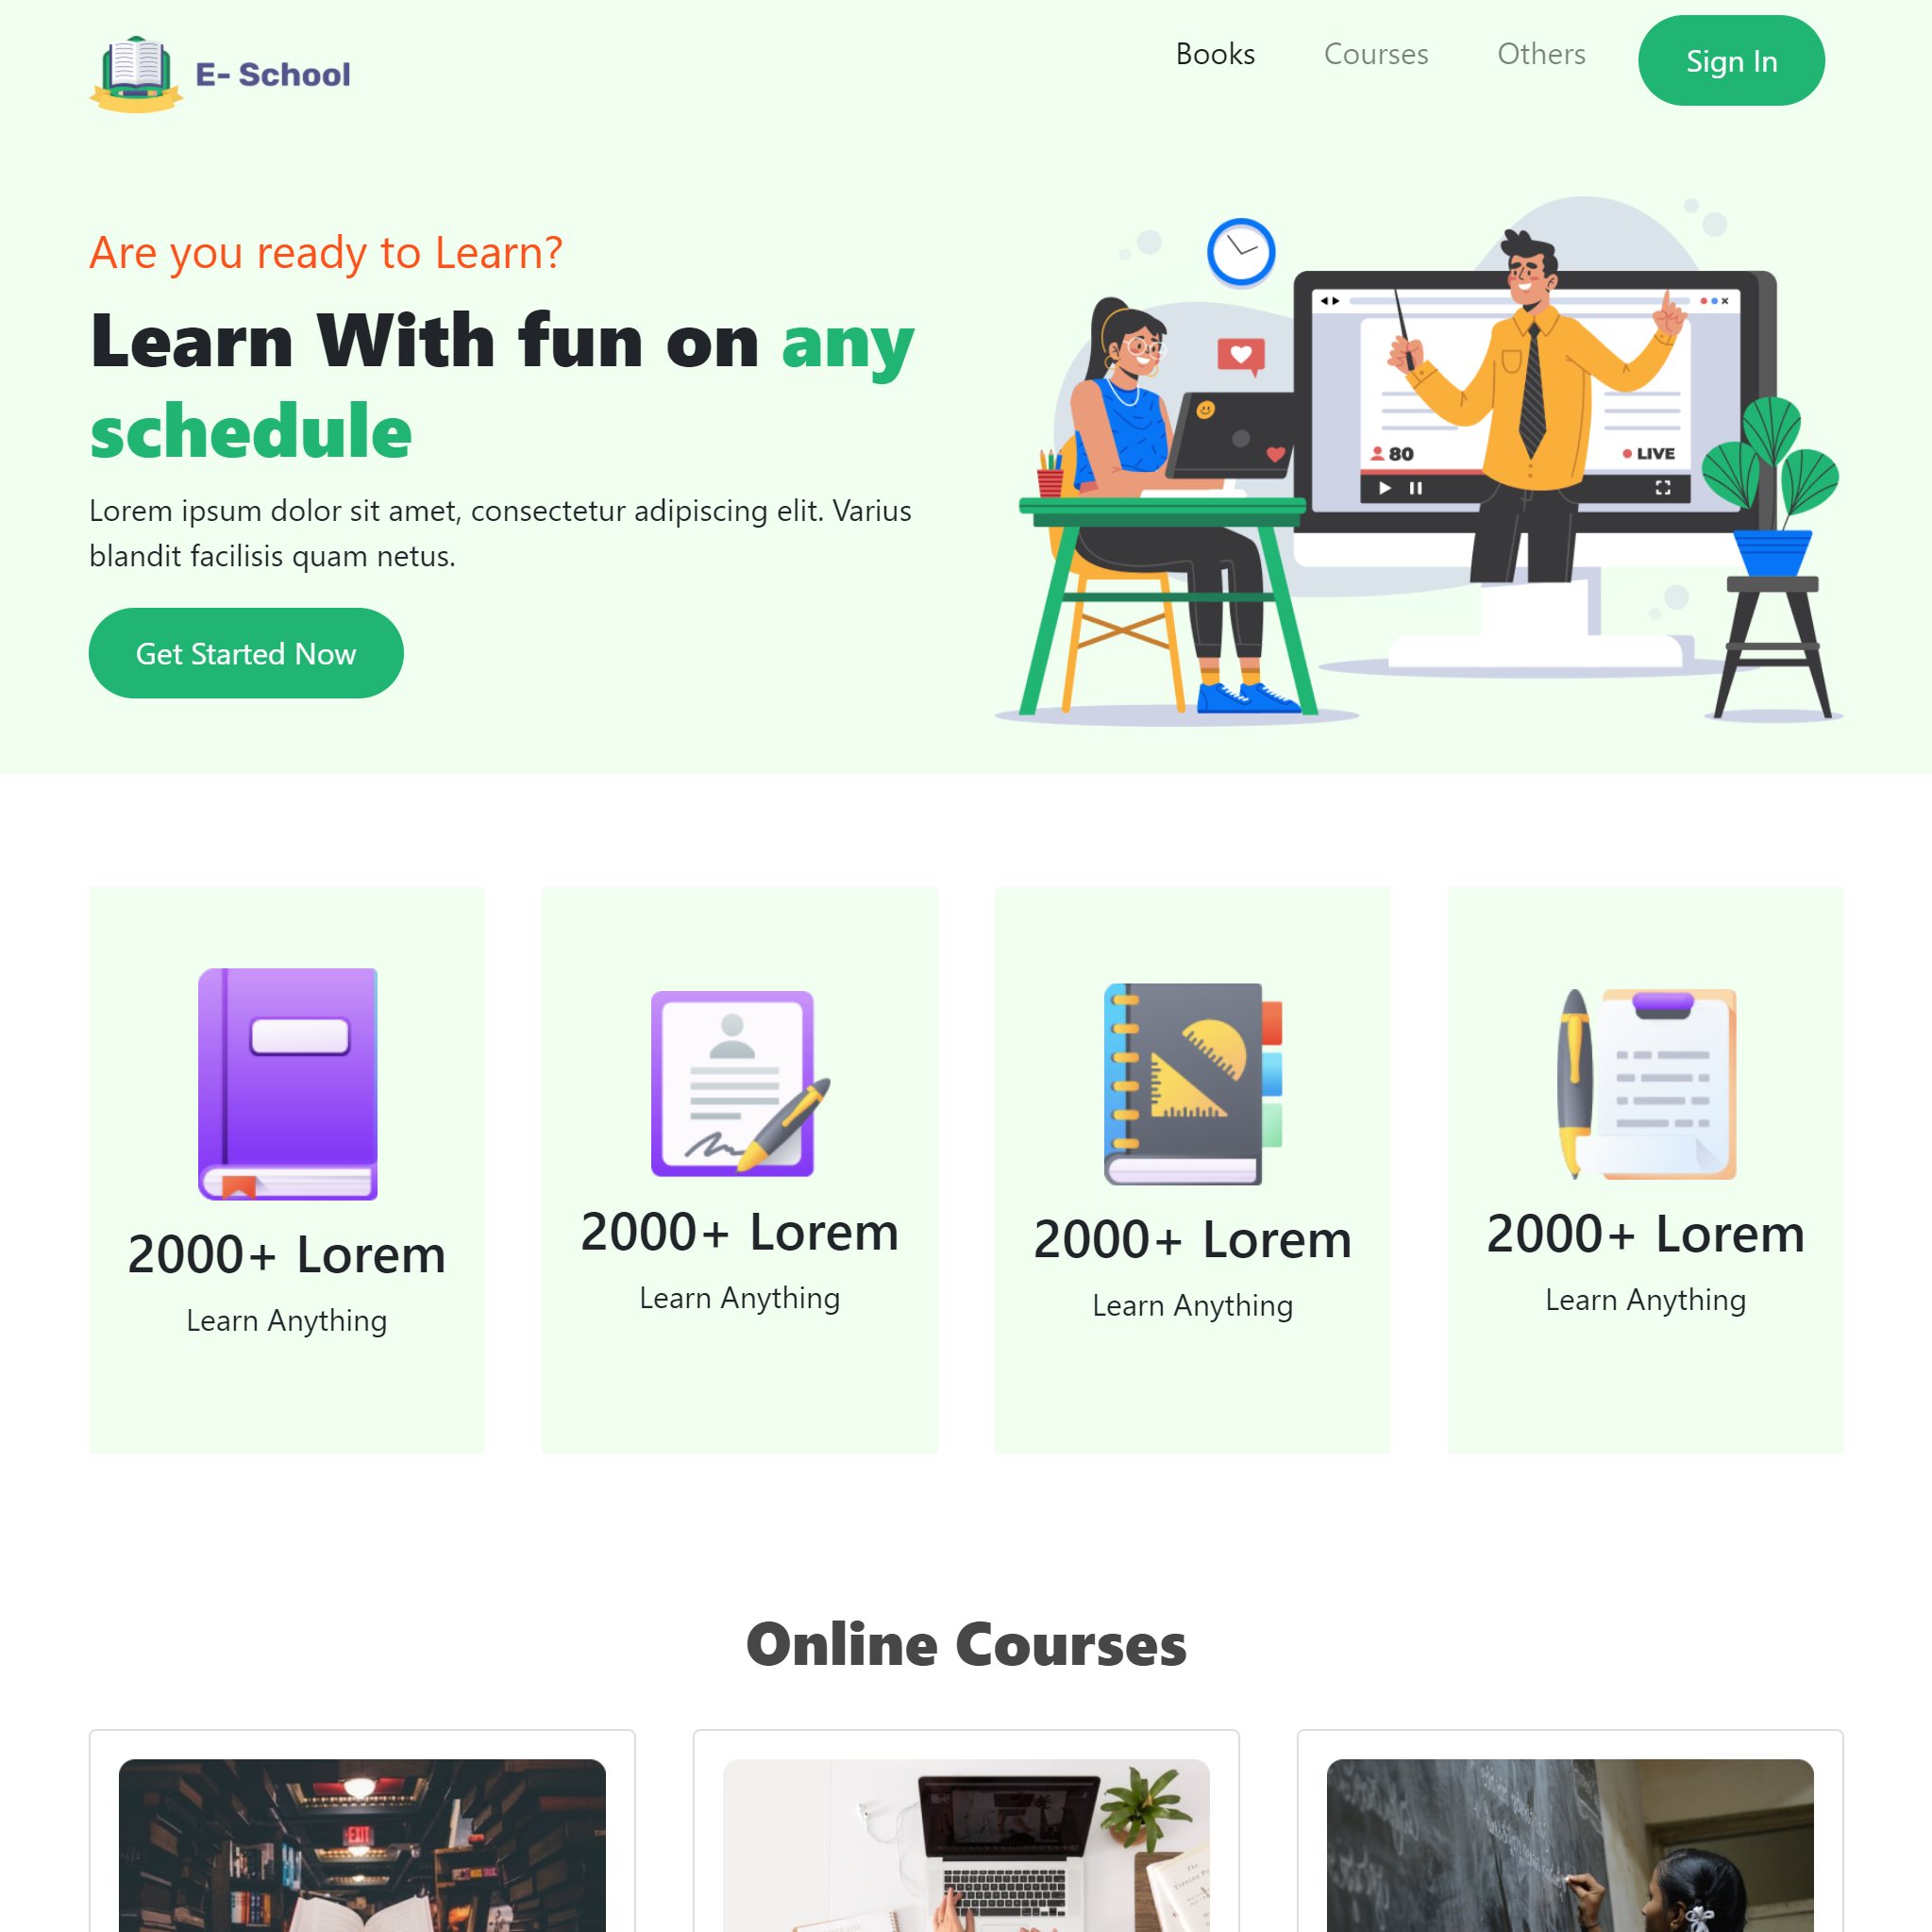 E- School
Books
Courses
Others
Sign In
Are you ready to Learn?
Learn With fun on any
schedule
Lorem ipsum dolor sit amet, consectetur adipiscing elit. Varius
blandit facilisis quam netus.
Get Started Now
80
LIVE
2000+ Lorem
Learn Anything
2000+ Lorem
Learn Anything
2000+ Lorem
Learn Anything
2000+ Lorem
Learn Anything
Online Courses
EXIT